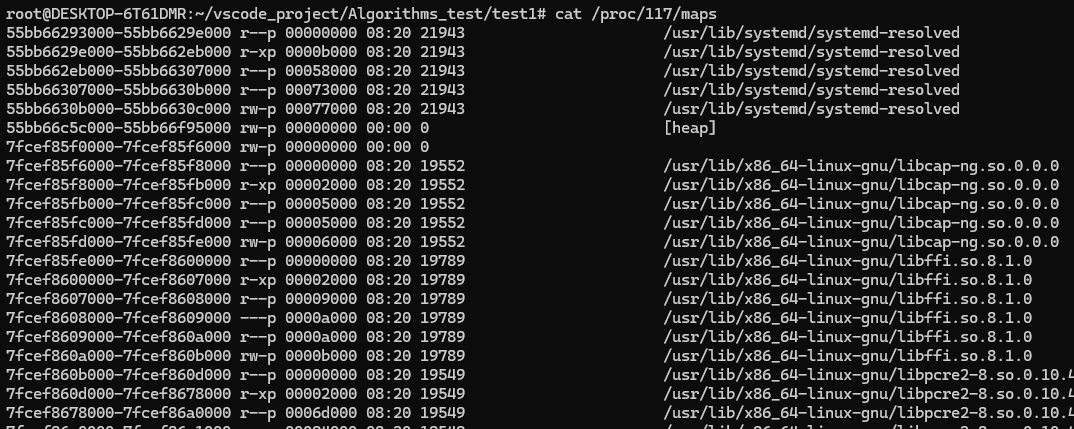 root@DESKTOP-6T61DMR:~/vscode_project/Algorithms_test/test1# cat /proc/117/maps
55bb66293000-55bb6629e000 r--p 00000000 08:20 21943 /usr/lib/systemd/systemd-resolved
55bb6629e000-55bb662eb000 r-xp 0000b000 08:20 21943 /usr/lib/systemd/systemd-resolved
55bb662eb000-55bb66307000 r--p 00058000 08:20 21943 /usr/lib/systemd/systemd-resolved
55bb66307000-55bb6630b000 r--p 00073000 08:20 21943 /usr/lib/systemd/systemd-resolved
55bb6630b000-55bb6630c000 rw-p 00077000 08:20 21943 /usr/lib/systemd/systemd-resolved
55bb66c5c000-55bb66f95000 rw-p 00000000 00:00 0 [heap]
7fcef85f0000-7fcef85f6000 rw-p 00000000 00:00 0
7fcef85f6000-7fcef85f8000 r--p 00000000 08:20 19552 /usr/lib/x86_64-linux-gnu/libcap-ng.so.0.0.0
7fcef85f8000-7fcef85fb000 r-xp 00002000 08:20 19552 /usr/lib/x86_64-linux-gnu/libcap-ng.so.0.0.0
7fcef85fb000-7fcef85fc000 r--p 00005000 08:20 19552 /usr/lib/x86_64-linux-gnu/libcap-ng.so.0.0.0
7fcef85fc000-7fcef85fd000 r--p 00005000 08:20 19552 /usr/lib/x86_64-linux-gnu/libcap-ng.so.0.0.0
7fcef85fd000-7fcef85fe000 rw-p 00006000 08:20 19552 /usr/lib/x86_64-linux-gnu/libcap-ng.so.0.0.0
7fcef85fe000-7fcef8600000 r--p 00000000 08:20 19789 /usr/lib/x86_64-linux-gnu/libffi.so.8.1.0
7fcef8600000-7fcef8607000 r-xp 00002000 08:20 19789 /usr/lib/x86_64-linux-gnu/libffi.so.8.1.0
7fcef8607000-7fcef8608000 r--p 00009000 08:20 19789 /usr/lib/x86_64-linux-gnu/libffi.so.8.1.0
7fcef8608000-7fcef8609000 ---p 0000a000 08:20 19789 /usr/lib/x86_64-linux-gnu/libffi.so.8.1.0
7fcef8609000-7fcef860a000 r--p 0000a000 08:20 19789 /usr/lib/x86_64-linux-gnu/libffi.so.8.1.0
7fcef860a000-7fcef860b000 rw-p 0000b000 08:20 19789 /usr/lib/x86_64-linux-gnu/libffi.so.8.1.0
7fcef860b000-7fcef860d000 r--p 00000000 08:20 19549 /usr/lib/x86_64-linux-gnu/libpcre2-8.so.0.10.4
7fcef860d000-7fcef8678000 r-xp 00002000 08:20 19549 /usr/lib/x86_64-linux-gnu/libpcre2-8.so.0.10.4
7fcef8678000-7fcef86a0000 r--p 0006d000 08:20 19549 /usr/lib/x86_64-linux-gnu/libpcre2-8.so.0.10.4